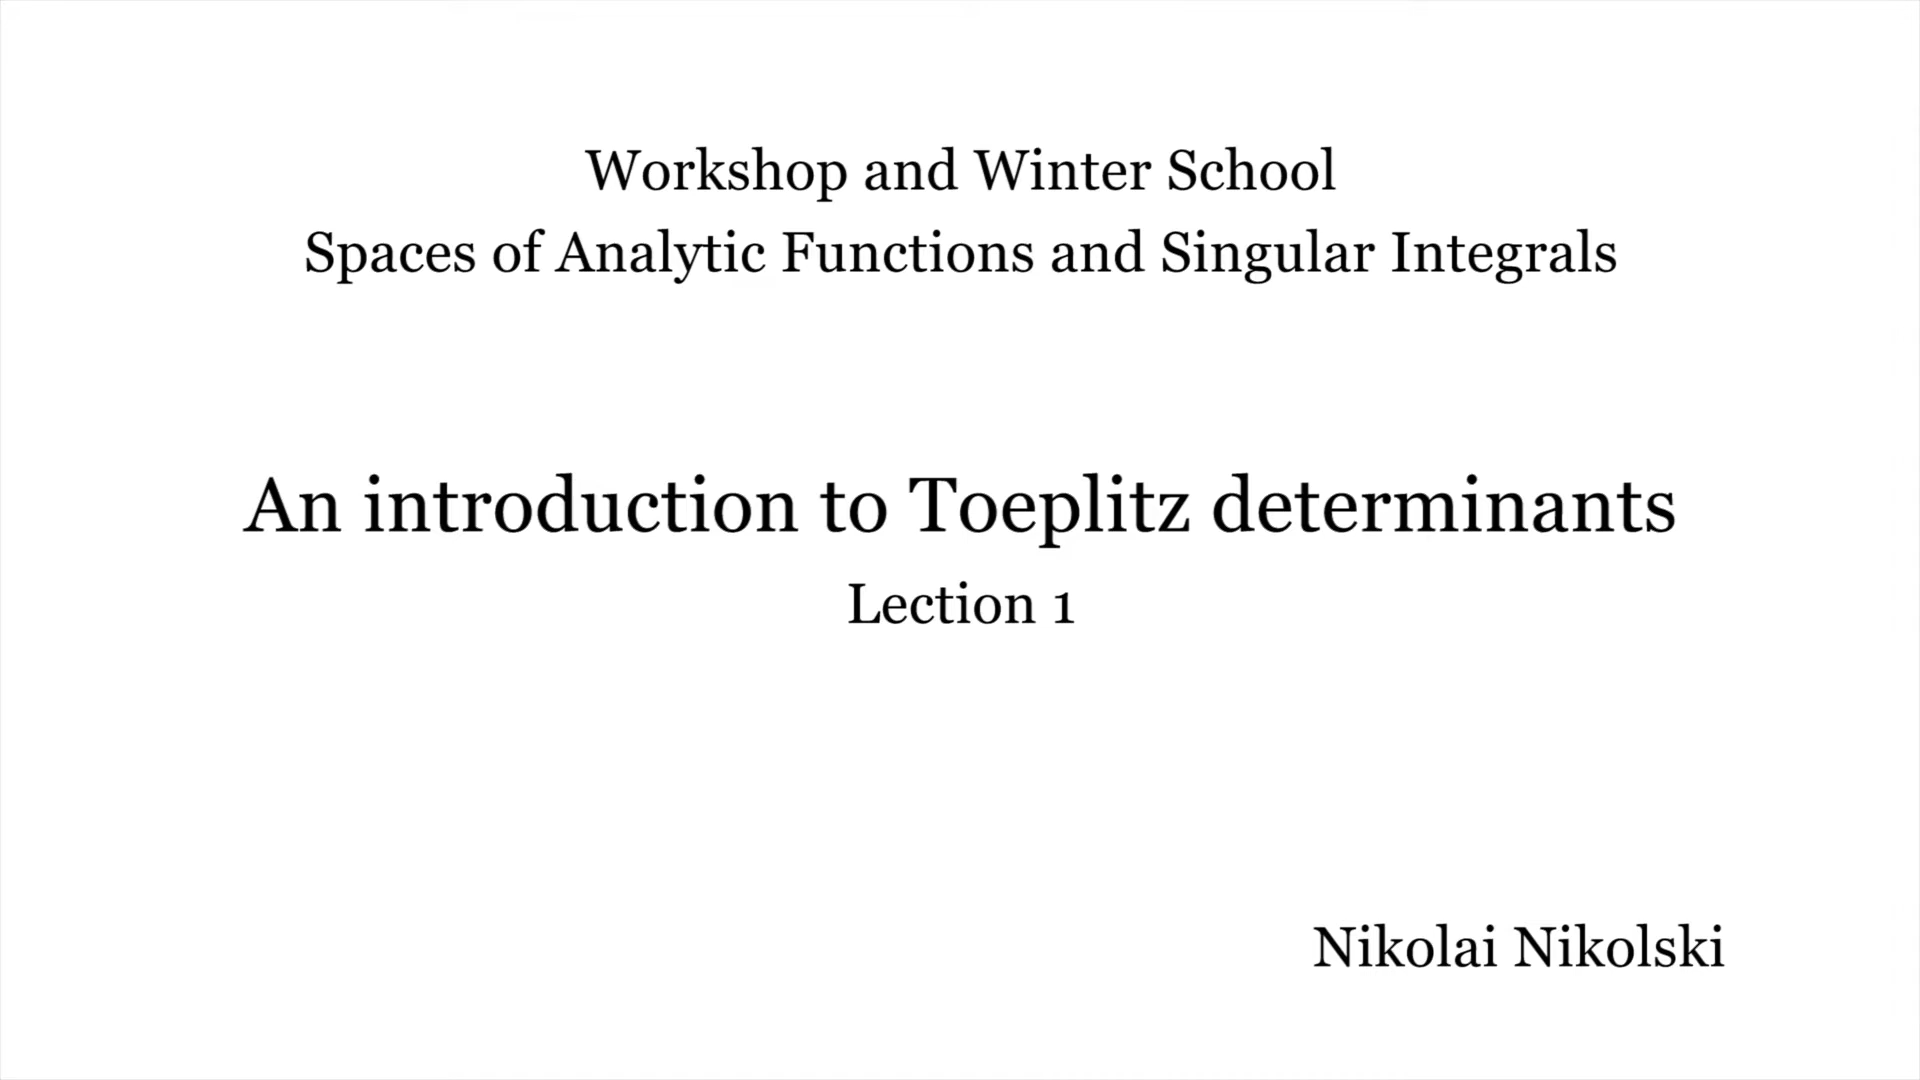 Workshop and Winter School
Spaces of Analytic Functions and Singular Integrals
An introduction to Toeplitz determinants
Lection 1
Nikolai Nikolski